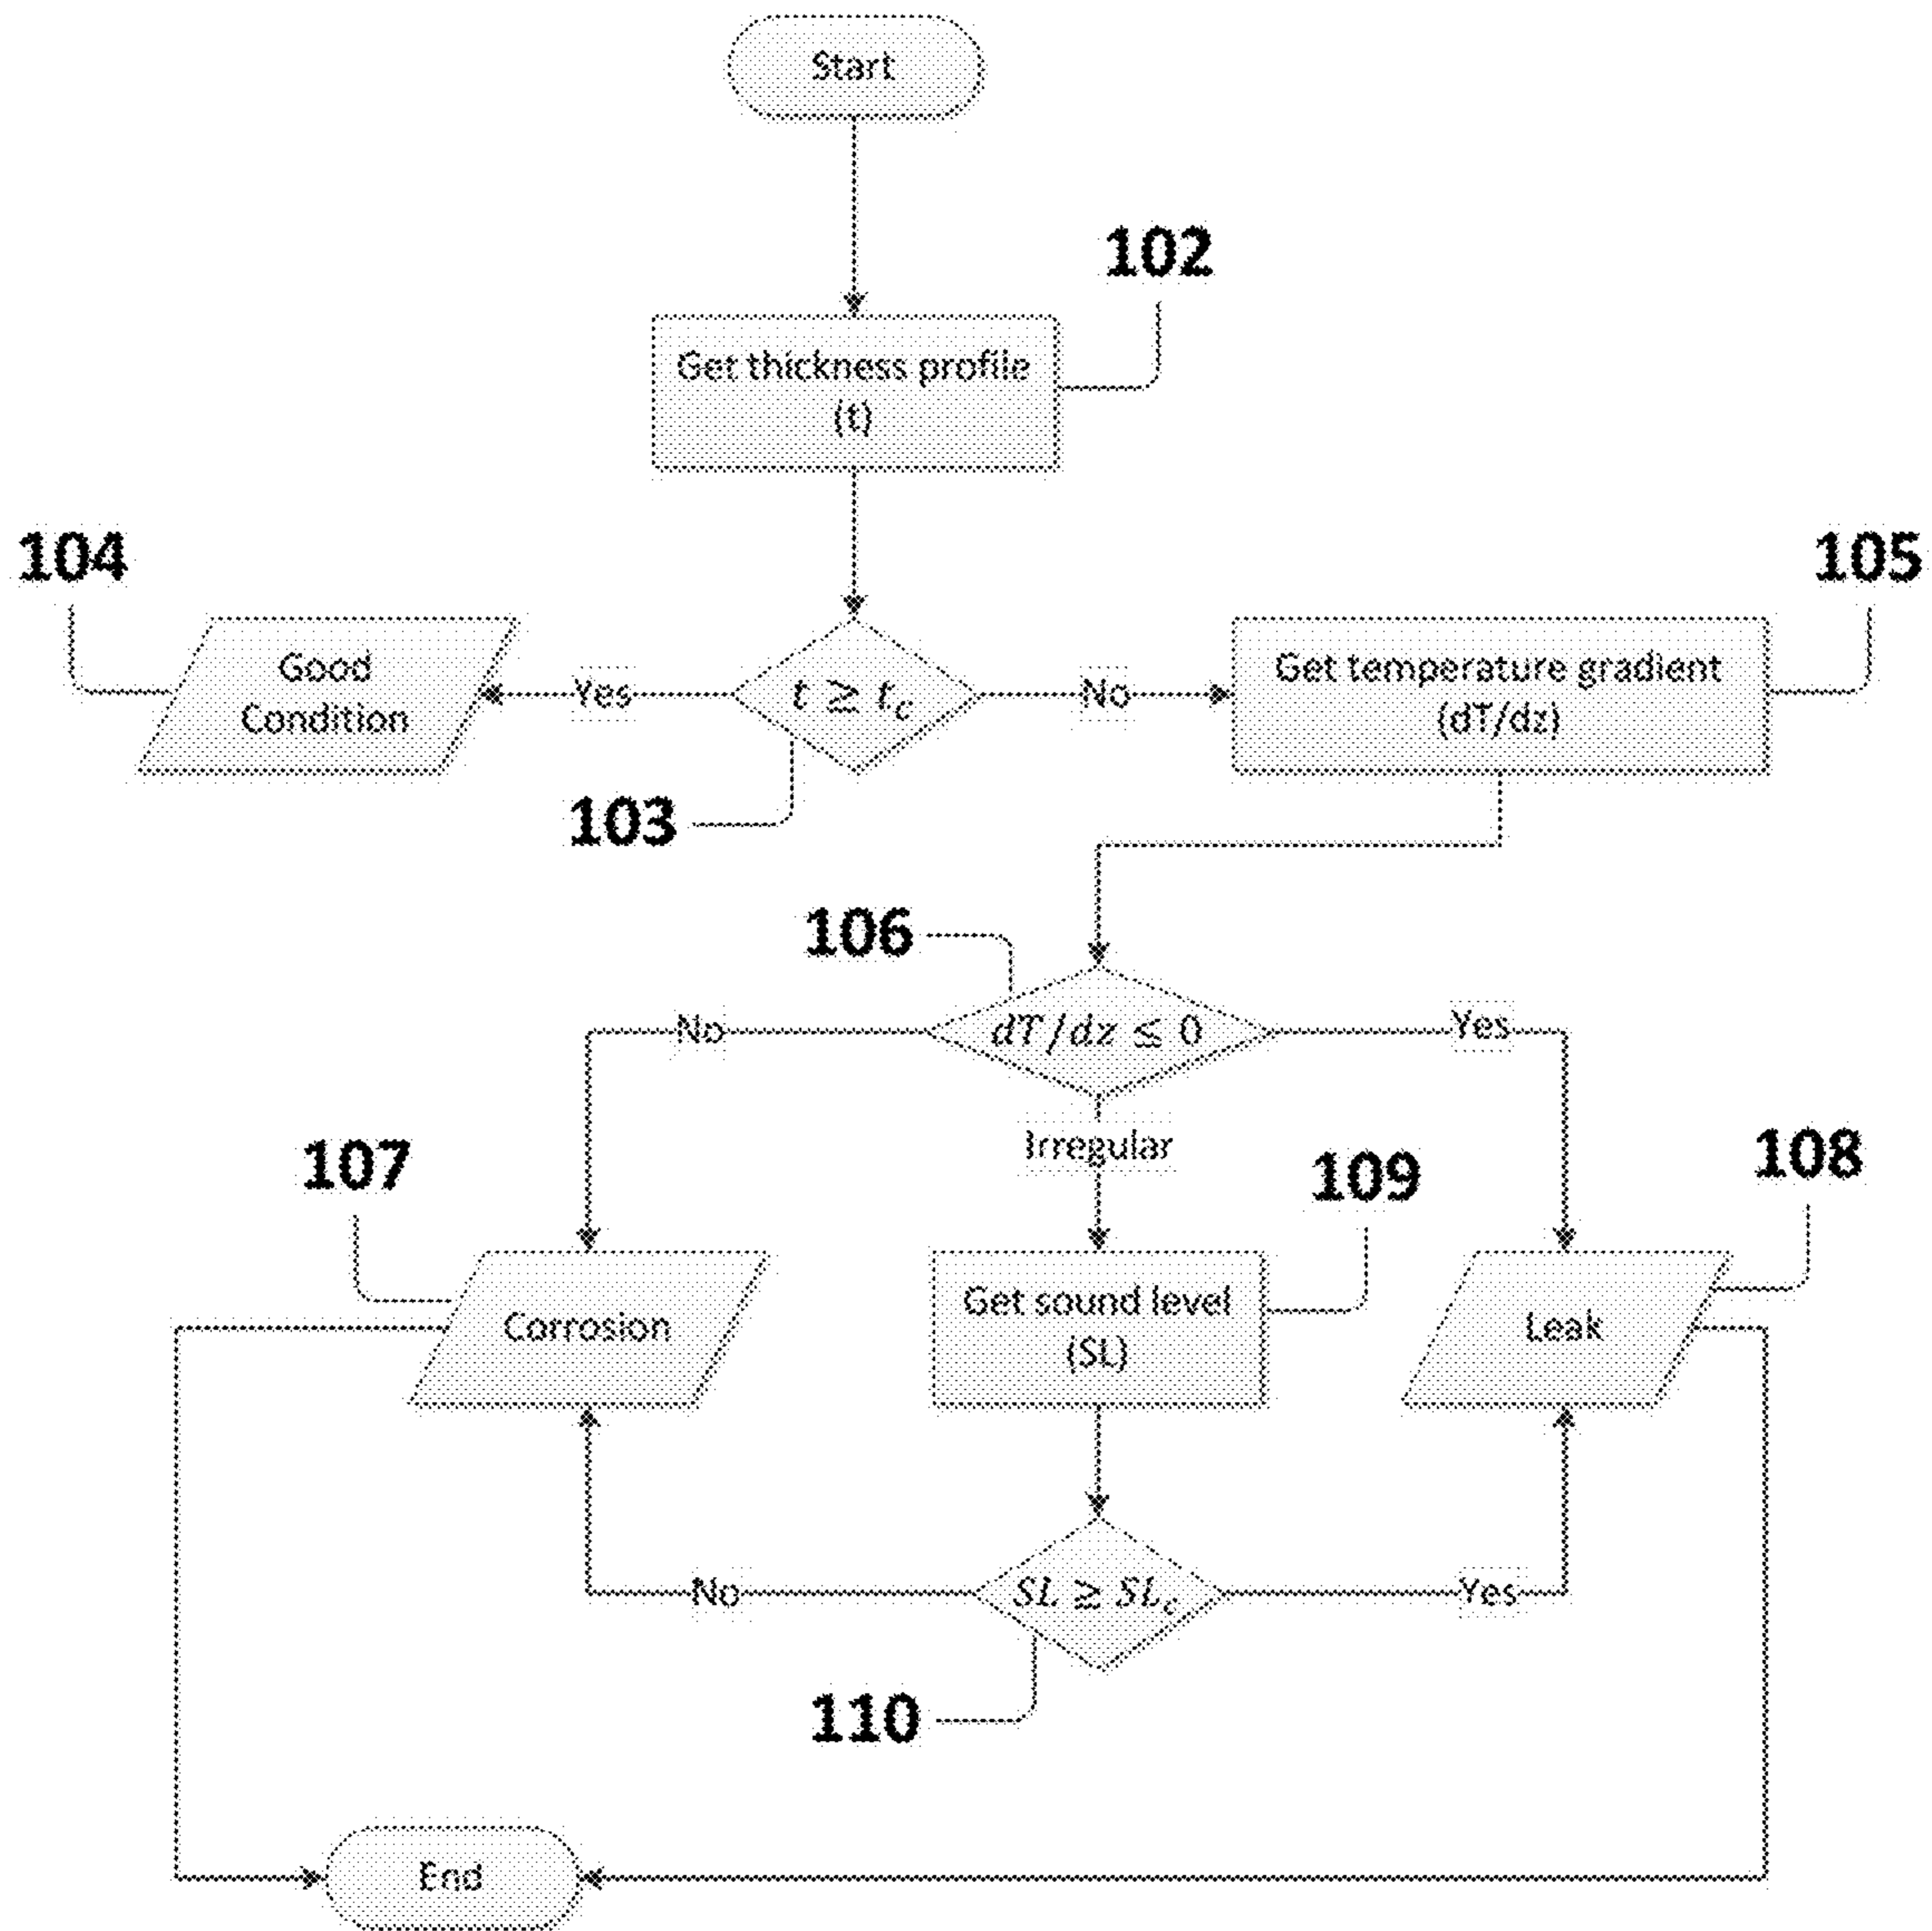 Start
102
Get thickness profile
(t)
104
105
Good
Condition
Yes
t ≥ t_c
No
Get temperature gradient
(dT/dz)
103
106
No
dT/dz ≤ 0
Yes
Irregular
107
109
108
Corrosion
Get sound level
(SL)
Leak
No
SL ≥ SL_c
Yes
110
End